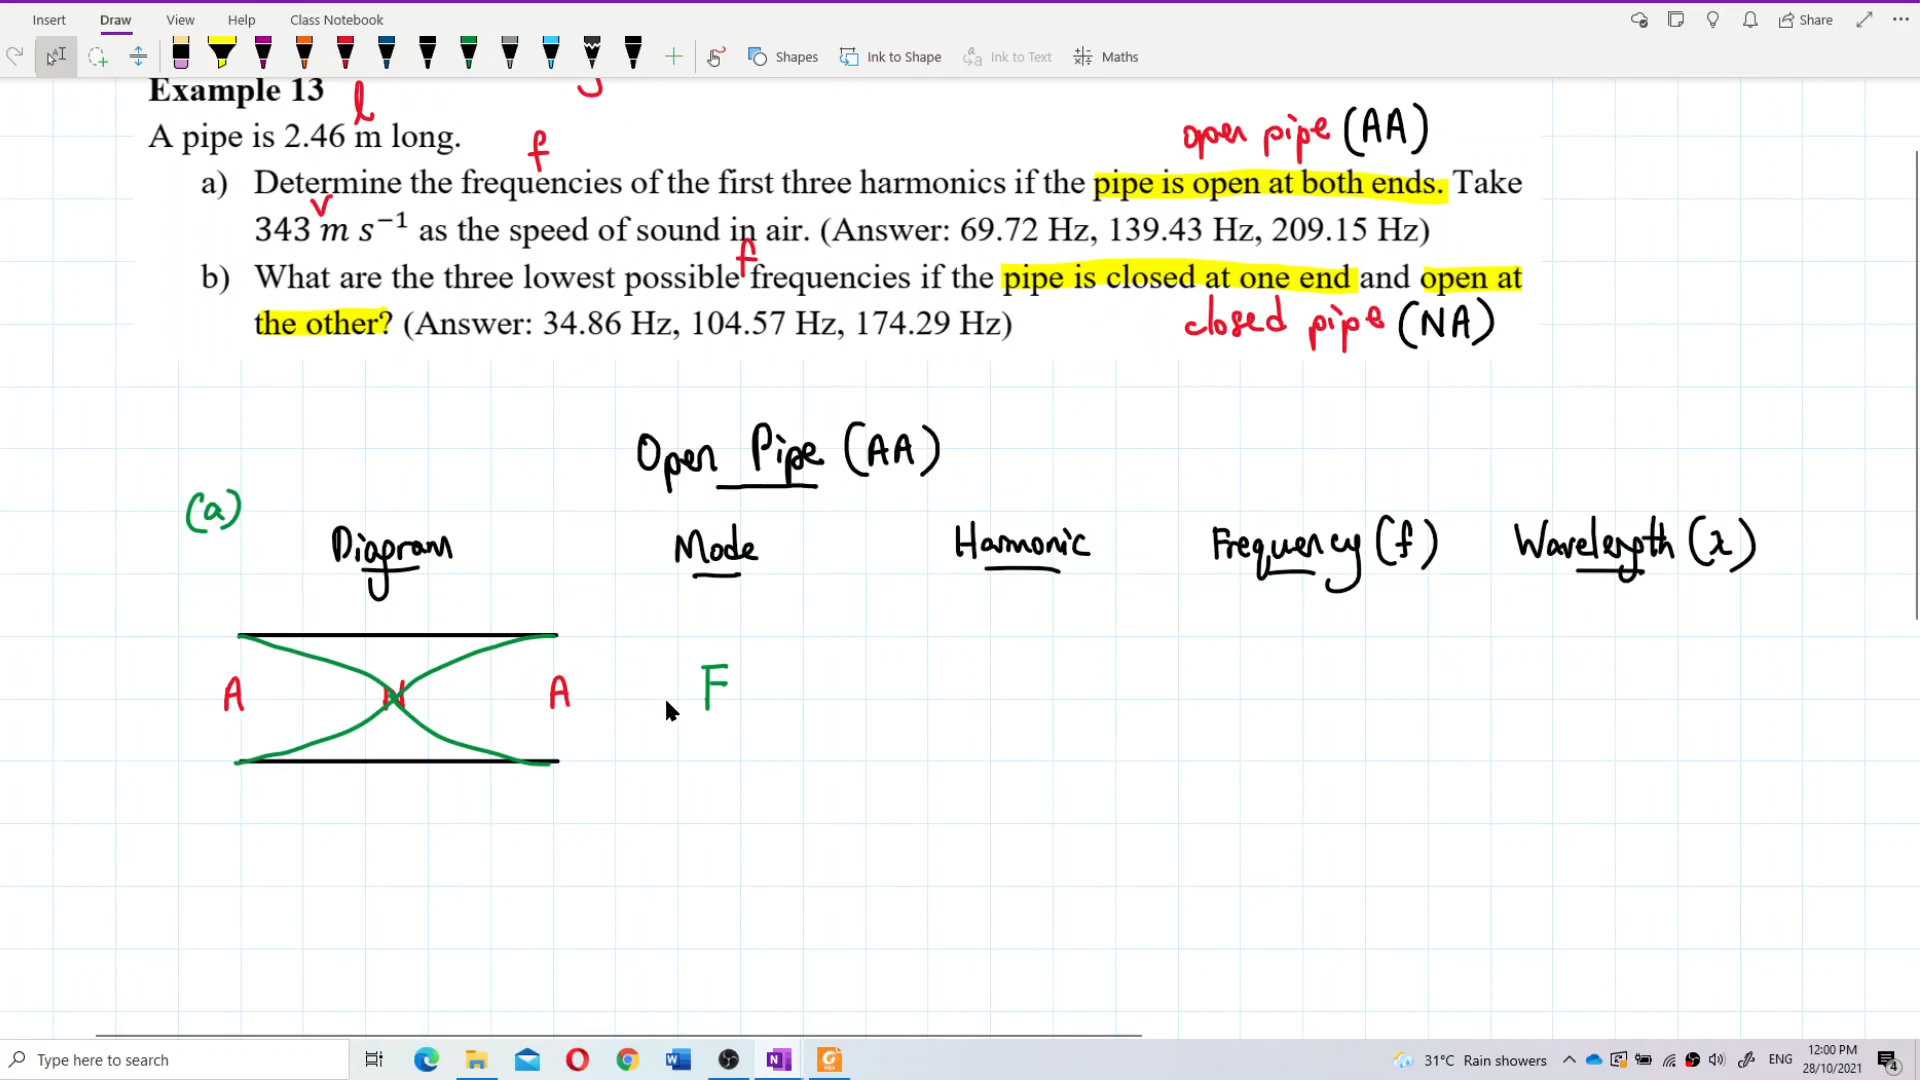 Insert Draw View Help Class Notebook Share
Shapes Ink to Shape Ink to Text Maths
Example 13
l
A pipe is 2.46 m long.
open pipe (AA)
f
a) Determine the frequencies of the first three harmonics if the pipe is open at both ends. Take
v
343 m s⁻¹ as the speed of sound in air. (Answer: 69.72 Hz, 139.43 Hz, 209.15 Hz)
f
b) What are the three lowest possible frequencies if the pipe is closed at one end and open at
the other? (Answer: 34.86 Hz, 104.57 Hz, 174.29 Hz)
closed pipe (NA)
Open Pipe (AA)
(a)
Diagram Mode Harmonic Frequency (f) Wavelength (λ)
A N A F
Type here to search 31°C Rain showers ENG 12:00 PM
28/10/2021 4